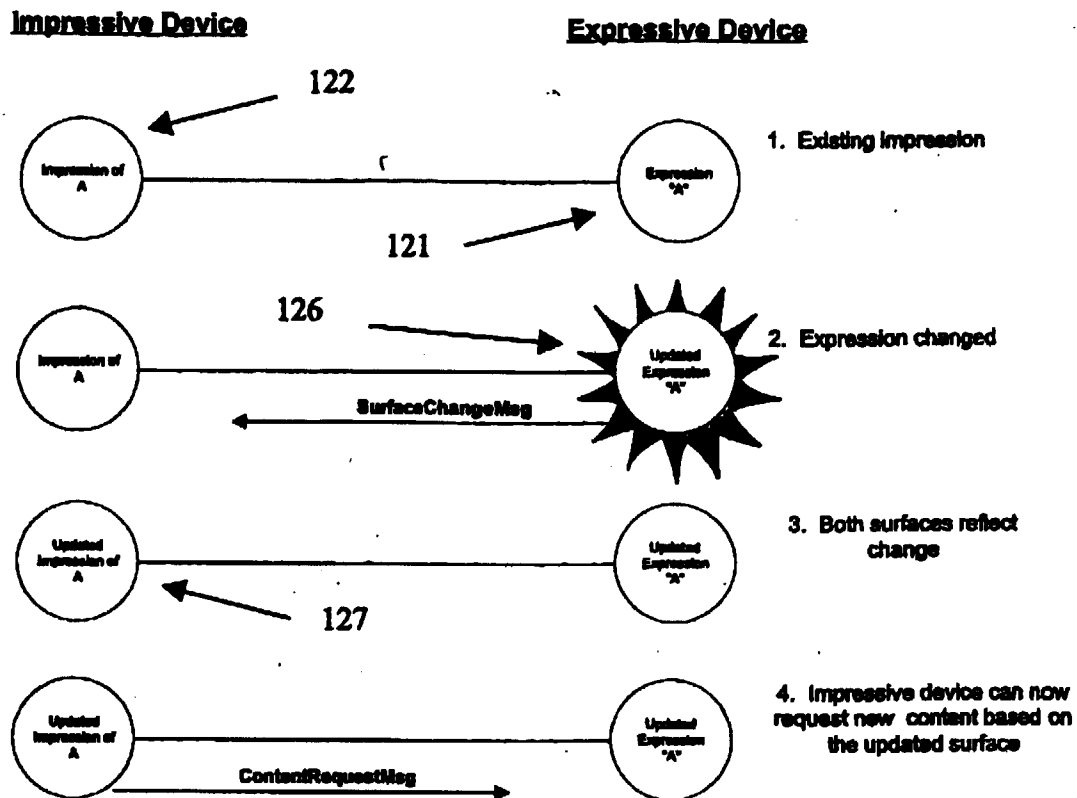 Impressive Device
Expressive Device
122
Impression of
A
Expression
"A"
1. Existing impression
121
126
Impression of
A
Updated
Expression
"A"
2. Expression changed
SurfaceChangeMsg
Updated
Impression of
A
Updated
Expression
"A"
3. Both surfaces reflect
change
127
Updated
Impression of
A
Updated
Expression
"A"
4. Impressive device can now
request new content based on
the updated surface
ContentRequestMsg